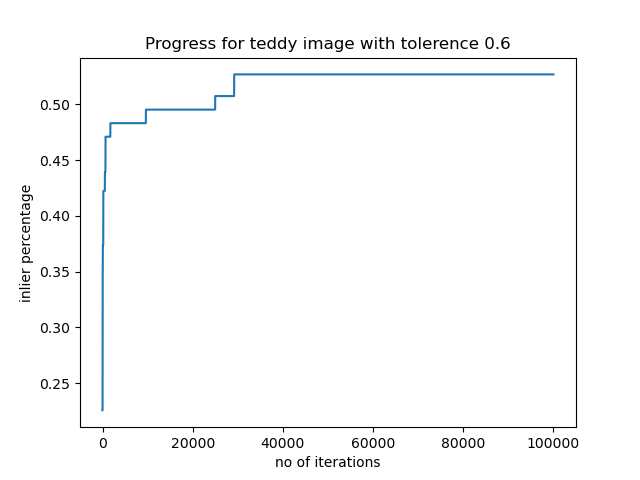 Progress for teddy image with tolerence 0.6
inlier percentage
0.50
0.45
0.40
0.35
0.30
0.25
0 20000 40000 60000 80000 100000
no of iterations